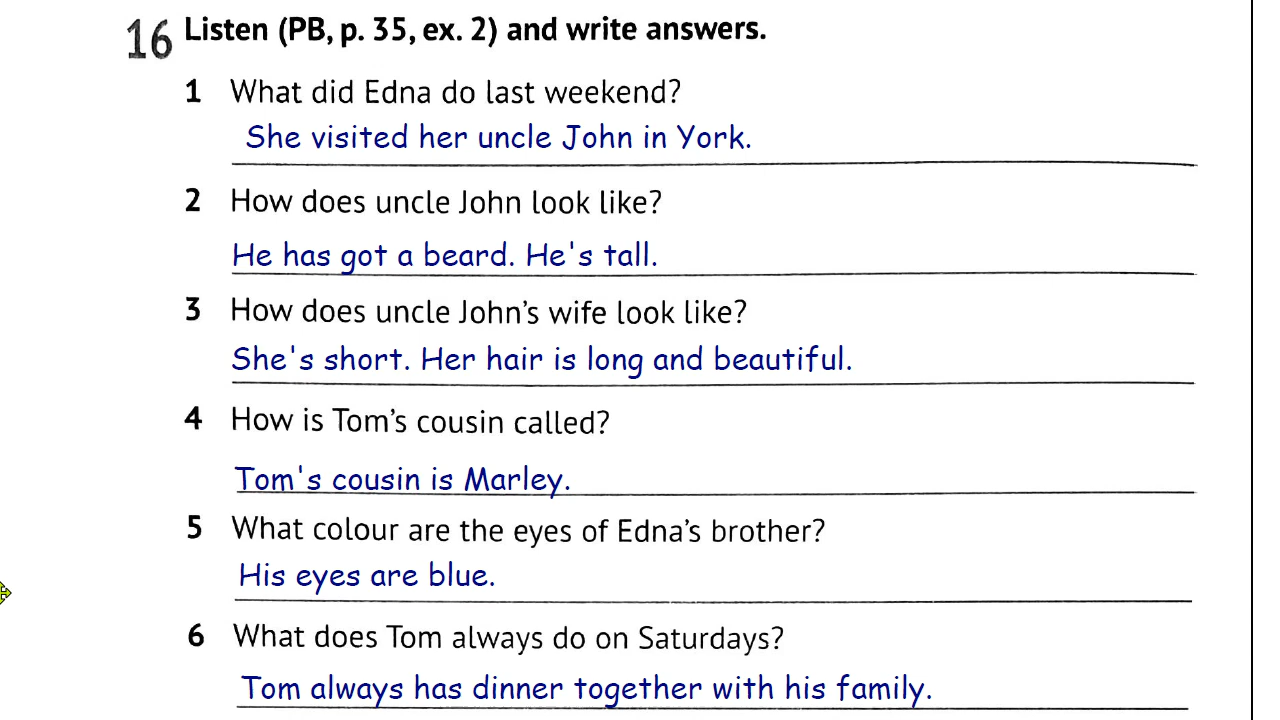 16 Listen (PB, p. 35, ex. 2) and write answers.
1 What did Edna do last weekend?
She visited her uncle John in York.
2 How does uncle John look like?
He has got a beard. He's tall.
3 How does uncle John's wife look like?
She's short. Her hair is long and beautiful.
4 How is Tom's cousin called?
Tom's cousin is Marley.
5 What colour are the eyes of Edna's brother?
His eyes are blue.
6 What does Tom always do on Saturdays?
Tom always has dinner together with his family.